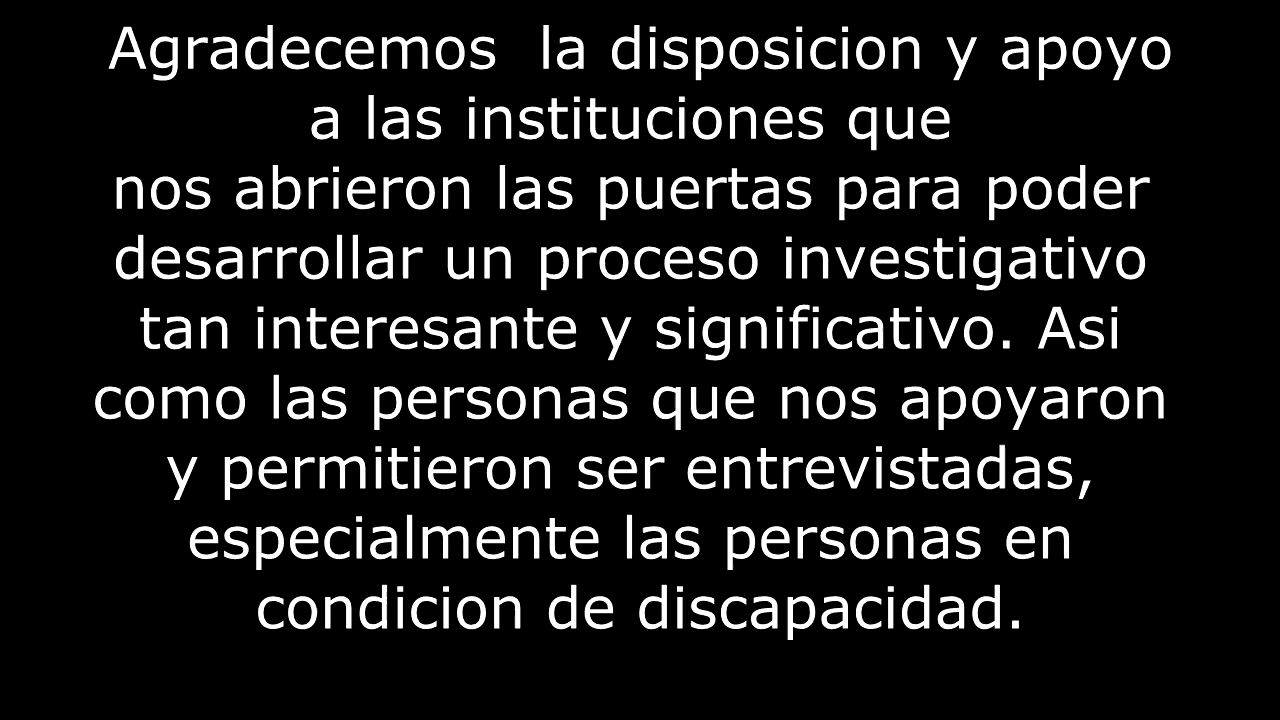 Agradecemos  la disposicion y apoyo
a las instituciones que
nos abrieron las puertas para poder
desarrollar un proceso investigativo
tan interesante y significativo. Asi
como las personas que nos apoyaron
y permitieron ser entrevistadas,
especialmente las personas en
condicion de discapacidad.